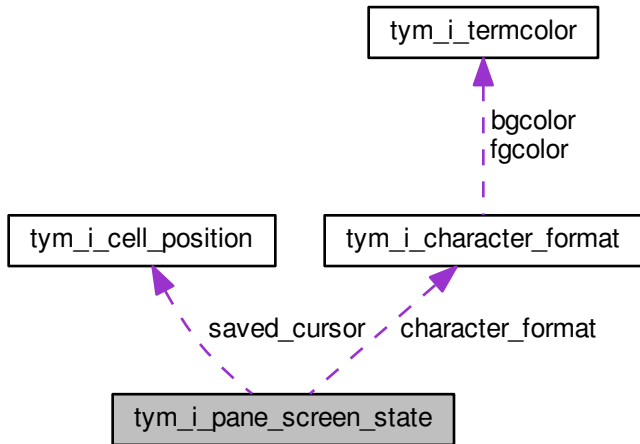 tym_i_termcolor
bgcolor
fgcolor
tym_i_cell_position
tym_i_character_format
saved_cursor
character_format
tym_i_pane_screen_state